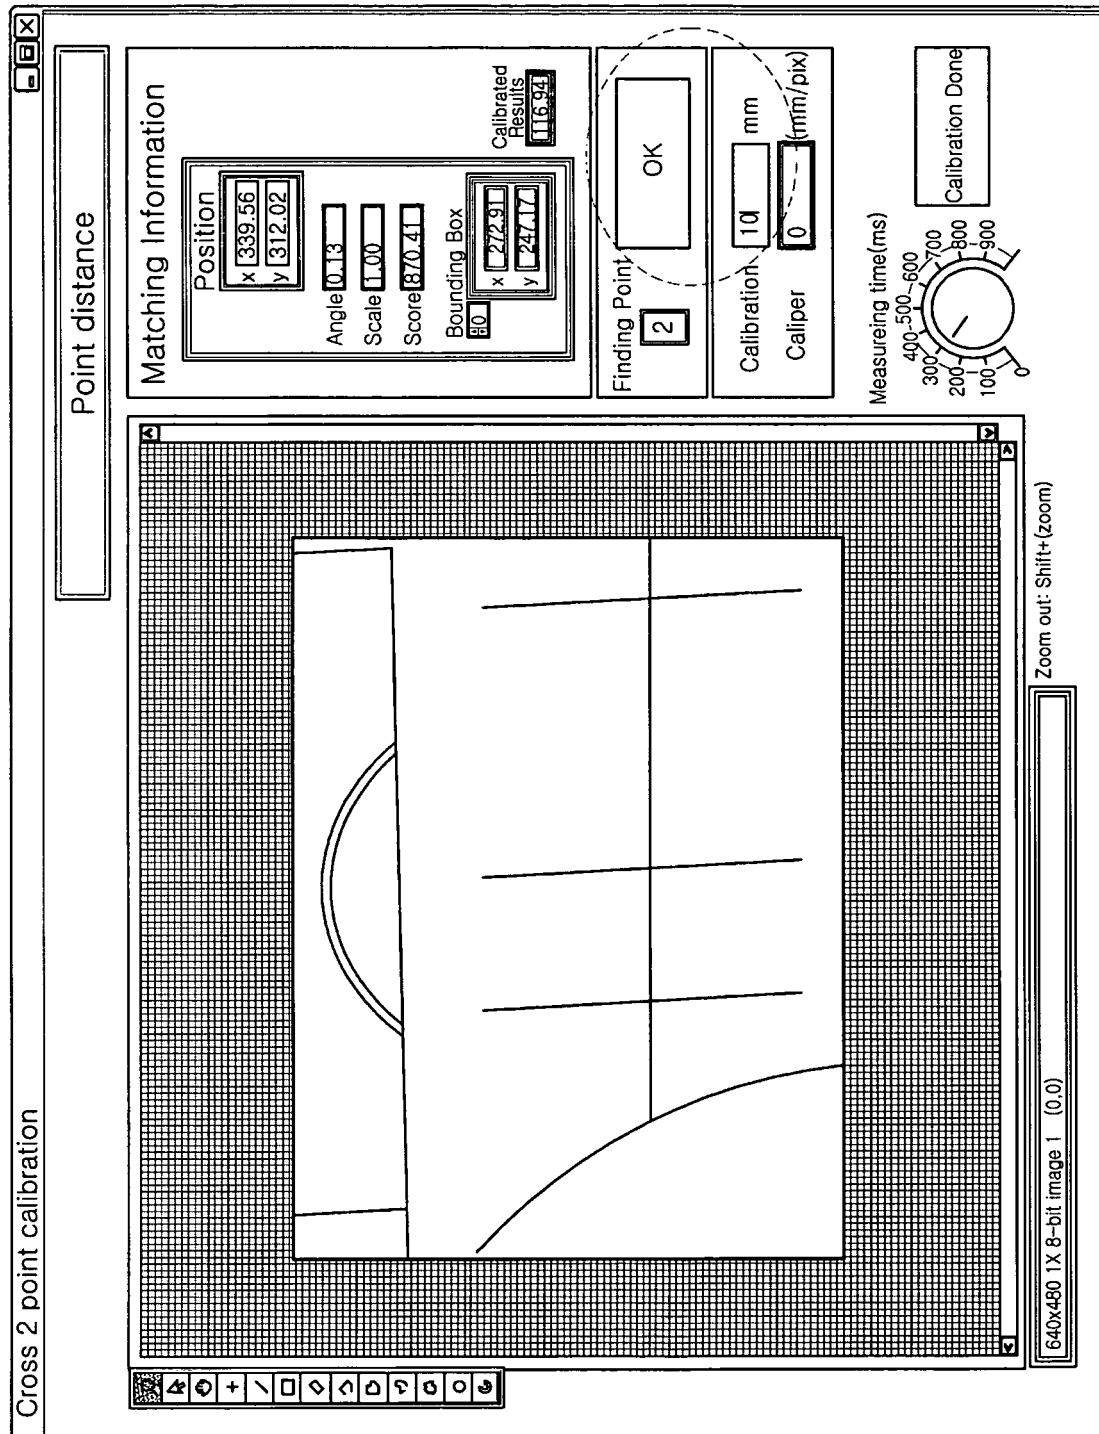 Cross 2 point calibration
Point distance
Matching Information
Position
x 339.56
y 312.02
Angle 0.13
Scale 1.00
Score 870.41
Bounding Box
0
x 272.91
y 247.17
Calibrated
Results
116.94
Finding Point
2
OK
Calibration 10 mm
Caliper 0 (mm/pix)
Measureing time(ms)
0
100
200
300
400
500
600
700
800
900
Calibration Done
640x480 1X 8-bit image 1 (0,0)
Zoom out: Shift+(zoom)